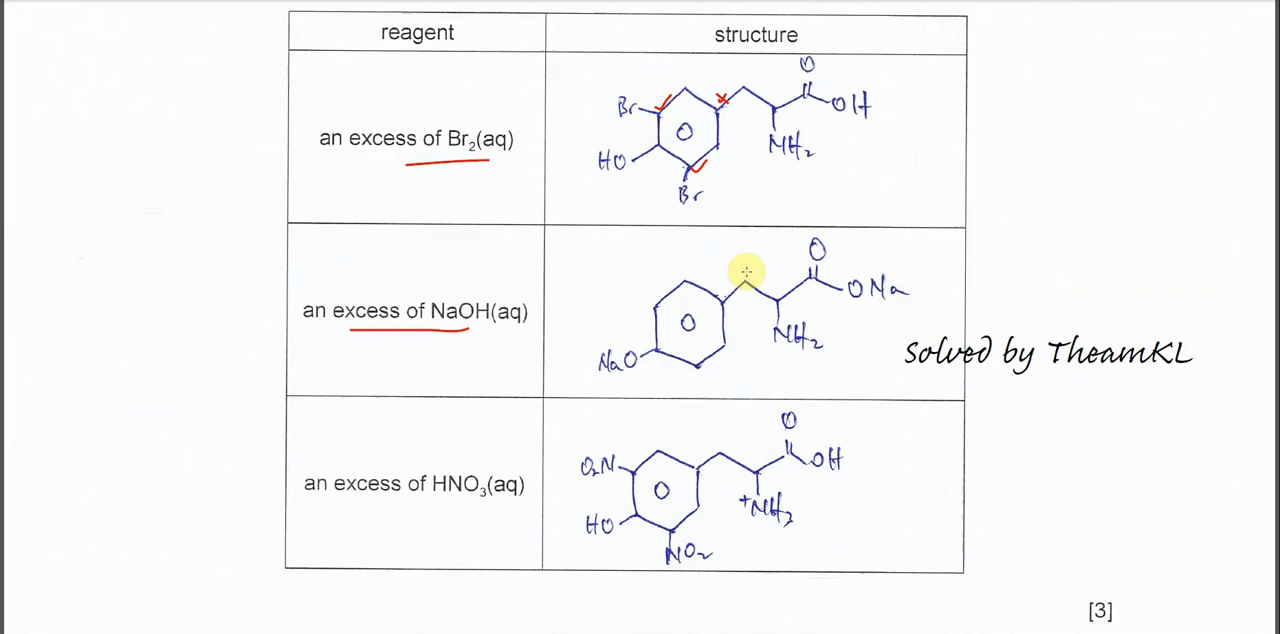 reagent
structure
an excess of Br₂(aq)
O
Br
OH
O
HO
NH₂
Br
an excess of NaOH(aq)
O
ONa
O
NH₂
NaO
Solved by TheamKL
an excess of HNO₃(aq)
O
O₂N
OH
O
HO
+NH₃
NO₂
[3]